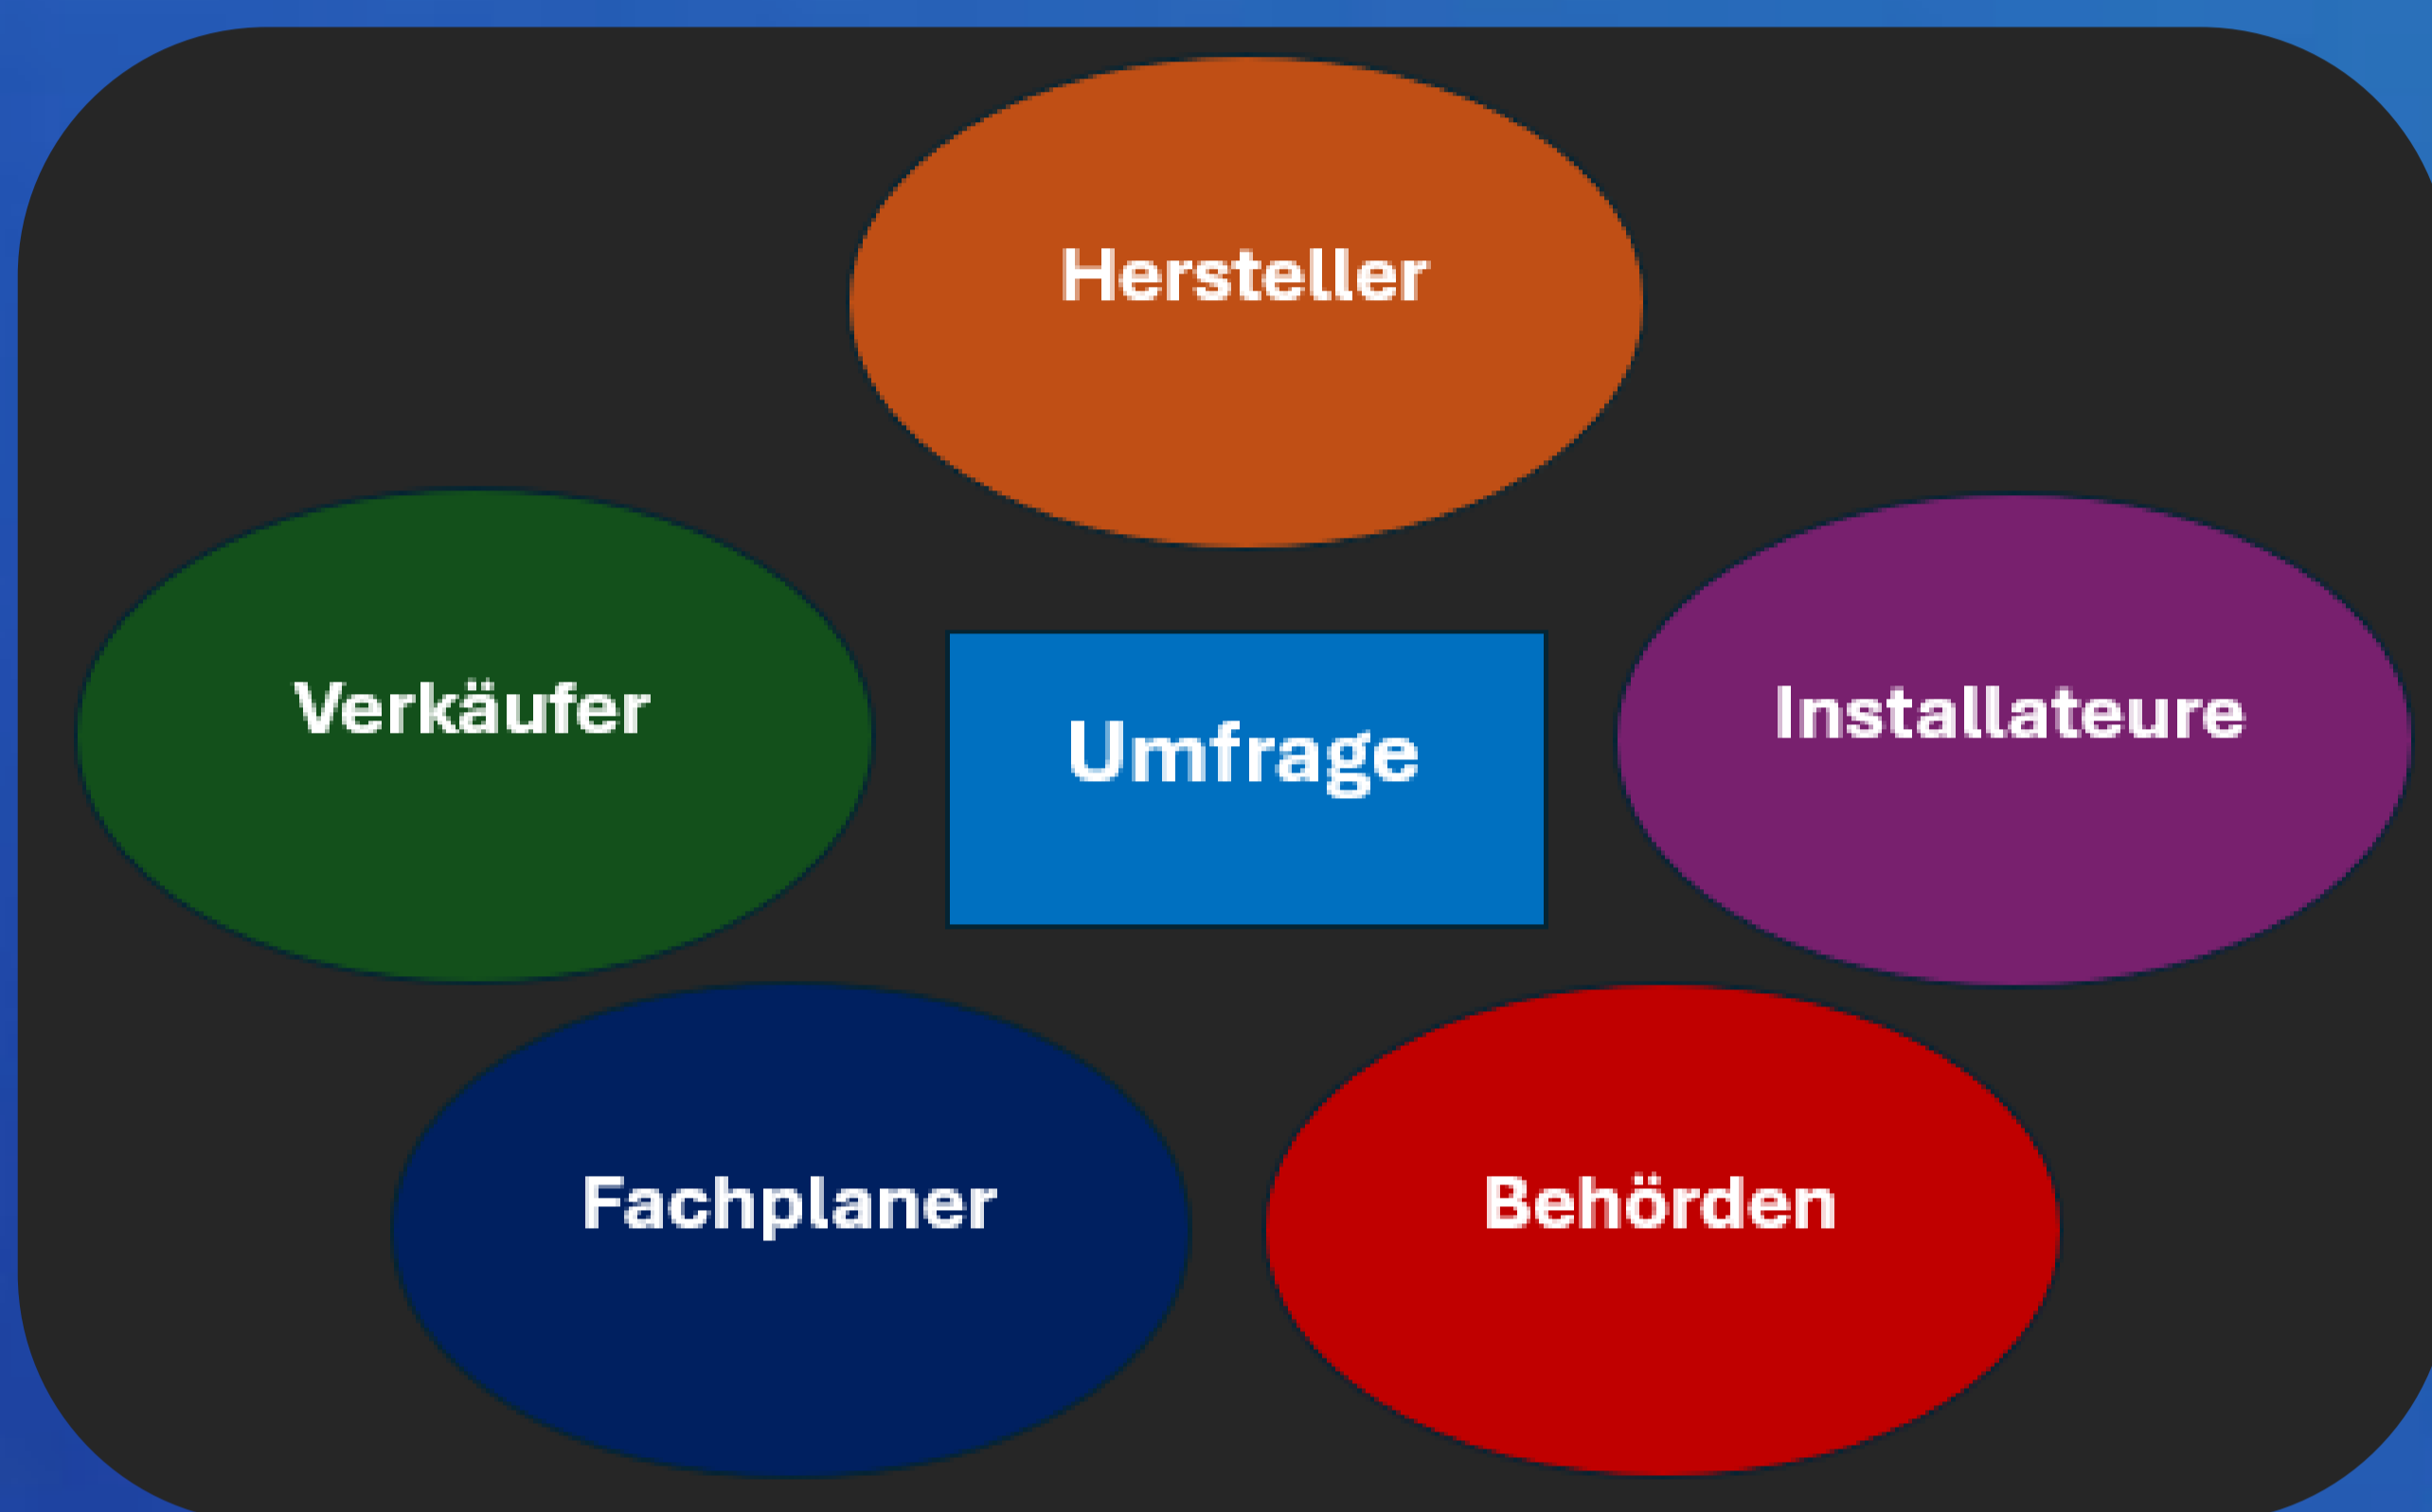 Hersteller
Verkäufer
Umfrage
Installateure
Fachplaner
Behörden